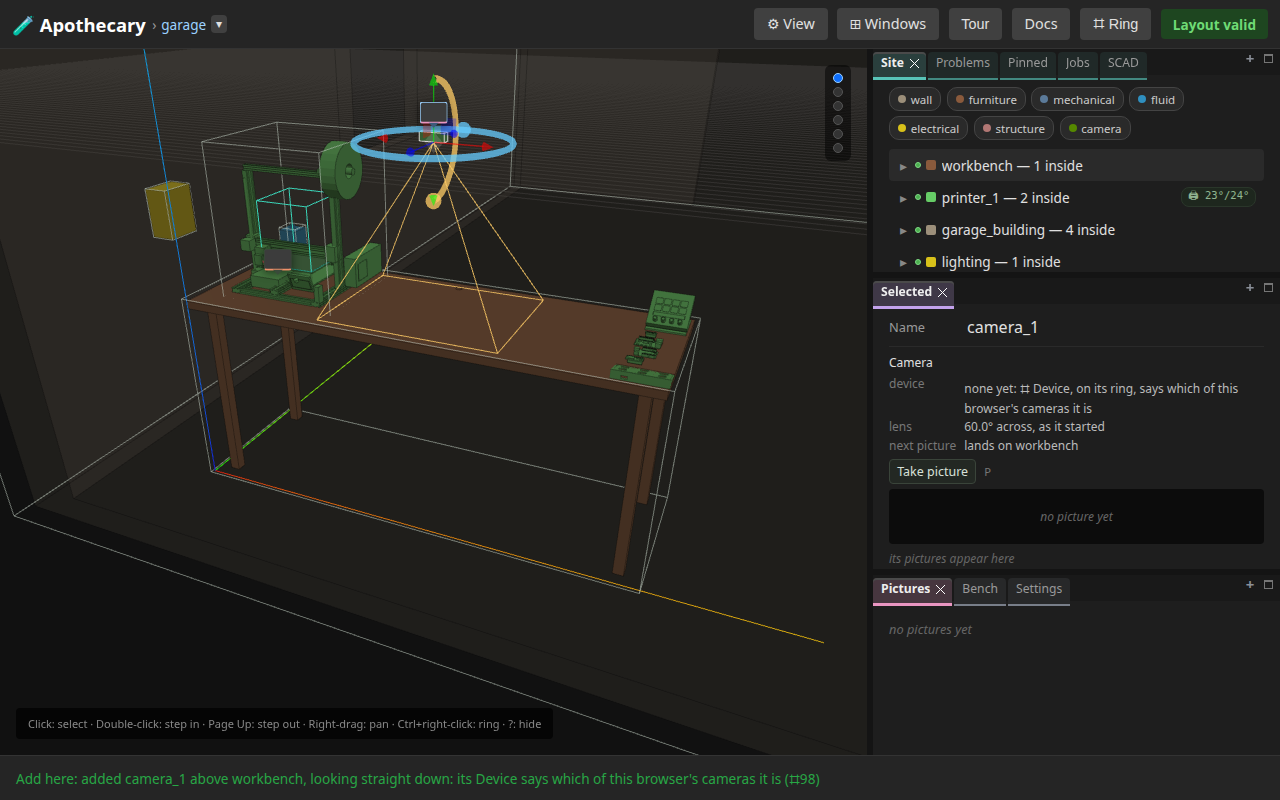 Apothecary › garage ▾
⚙ View
⊞ Windows
Tour
Docs
⌗ Ring
Layout valid
Site
Problems
Pinned
Jobs
SCAD
wall
furniture
mechanical
fluid
electrical
structure
camera
workbench — 1 inside
printer_1 — 2 inside
23°/24°
garage_building — 4 inside
lighting — 1 inside
Selected
Name camera_1
Camera
device none yet: ⌗ Device, on its ring, says which of this
browser's cameras it is
lens 60.0° across, as it started
next picture lands on workbench
Take picture P
no picture yet
its pictures appear here
Pictures
Bench
Settings
no pictures yet
Click: select · Double-click: step in · Page Up: step out · Right-drag: pan · Ctrl+right-click: ring · ?: hide
Add here: added camera_1 above workbench, looking straight down: its Device says which of this browser's cameras it is (⌗98)